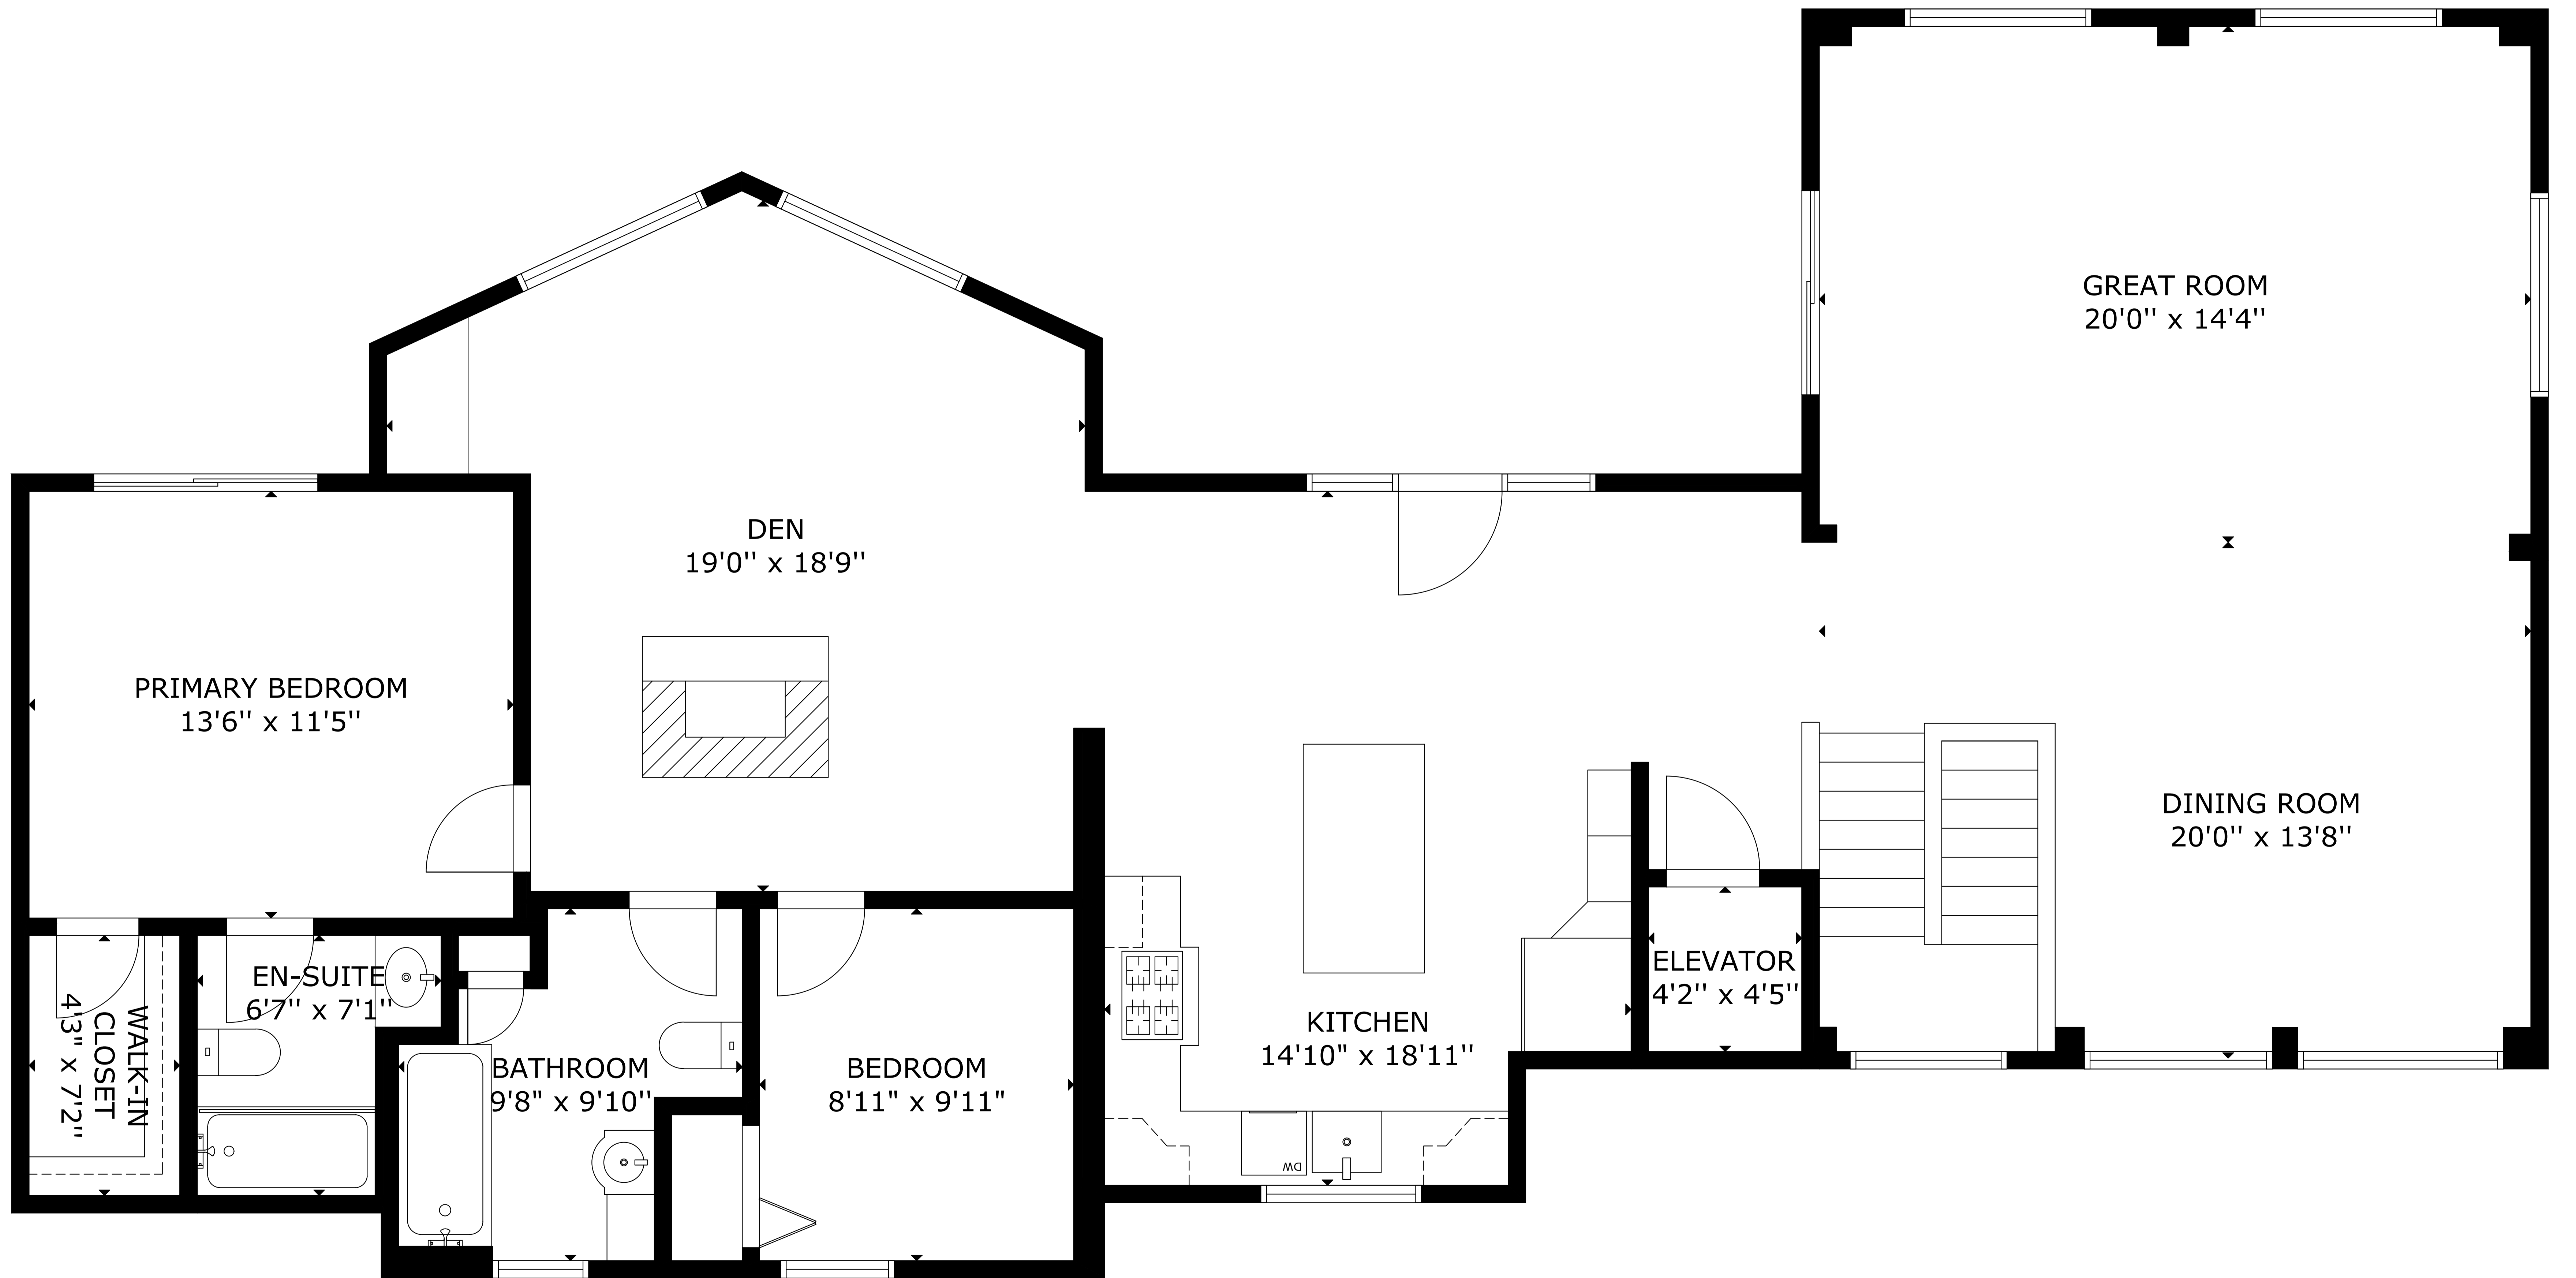 GREAT ROOM
20'0'' x 14'4''
DEN
19'0'' x 18'9''
PRIMARY BEDROOM
13'6'' x 11'5''
DINING ROOM
20'0'' x 13'8''
EN-SUITE
6'7'' x 7'1''
WALK-IN
CLOSET
4'3" x 7'2''
BATHROOM
9'8" x 9'10''
BEDROOM
8'11" x 9'11"
KITCHEN
14'10" x 18'11''
DW
ELEVATOR
4'2'' x 4'5''